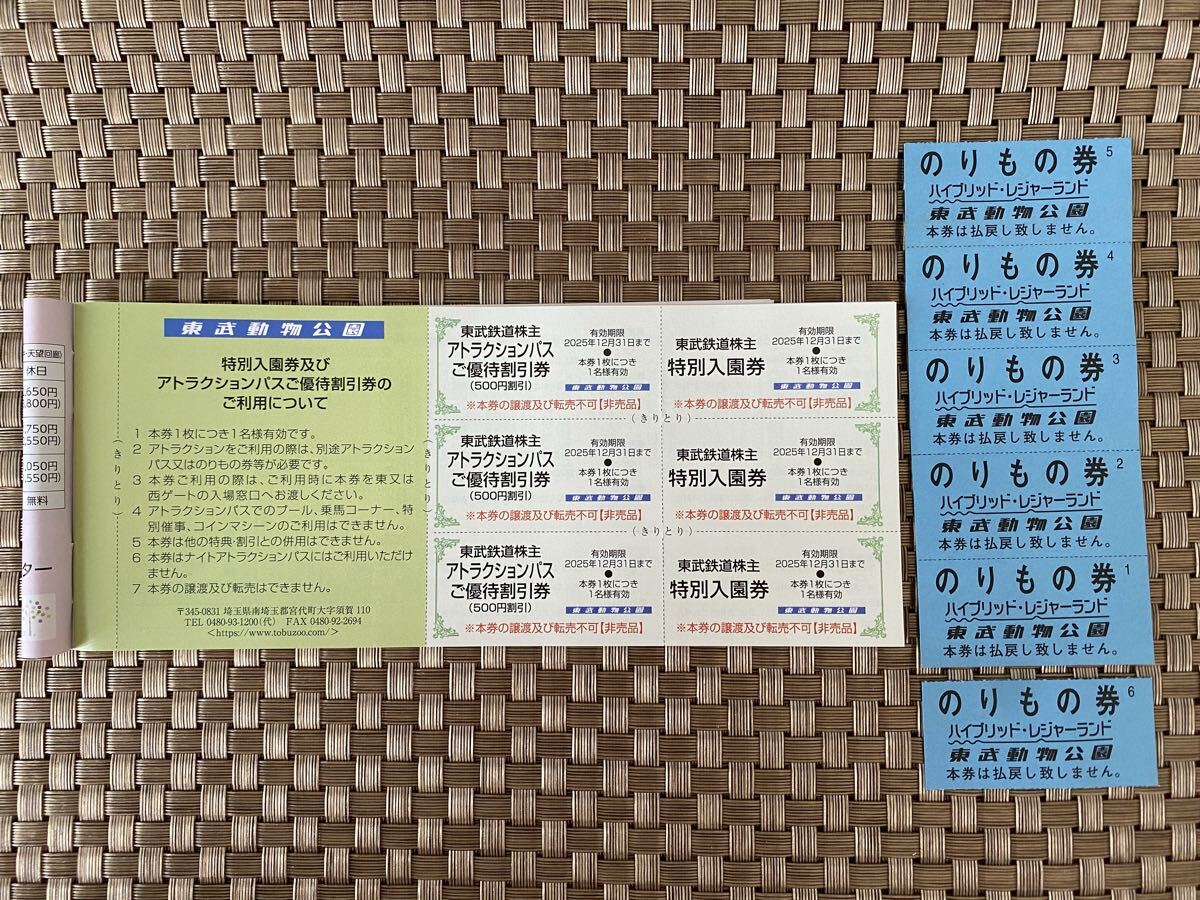 ・天望回廊)
休日
,650円
,800円)
,750円
,550円)
,050円
,550円)
無料
ター
東武動物公園
特別入園券及び
アトラクションパスご優待割引券の
ご利用について
1 本券1枚につき1名様有効です。
2 アトラクションをご利用の際は、別途アトラクション
パス又はのりもの券等が必要です。
3 本券ご利用の際は、ご利用時に本券を東又は
西ゲートの入場窓口へお渡しください。
4 アトラクションパスでのプール、乗馬コーナー、特
別催事、コインマシーンのご利用はできません。
5 本券は他の特典・割引との併用はできません。
6 本券はナイトアトラクションパスにはご利用いただけ
ません。
7 本券の譲渡及び転売はできません。
〒345-0831 埼玉県南埼玉郡宮代町大字須賀 110
TEL 0480-93-1200(代) FAX 0480-92-2694
<https://www.tobuzoo.com/>
(きりとり)
(きりとり)
東武鉄道株主
アトラクションパス
ご優待割引券
(500円割引)
有効期限
2025年12月31日まで
●
本券1枚につき
1名様有効
東武動物公園
※本券の譲渡及び転売不可【非売品】
東武鉄道株主
特別入園券
有効期限
2025年12月31日まで
●
本券1枚につき
1名様有効
東武動物公園
※本券の譲渡及び転売不可【非売品】
(きりとり)
東武鉄道株主
アトラクションパス
ご優待割引券
(500円割引)
有効期限
2025年12月31日まで
●
本券1枚につき
1名様有効
東武動物公園
※本券の譲渡及び転売不可【非売品】
東武鉄道株主
特別入園券
有効期限
2025年12月31日まで
●
本券1枚につき
1名様有効
東武動物公園
※本券の譲渡及び転売不可【非売品】
(きりとり)
東武鉄道株主
アトラクションパス
ご優待割引券
(500円割引)
有効期限
2025年12月31日まで
●
本券1枚につき
1名様有効
東武動物公園
※本券の譲渡及び転売不可【非売品】
東武鉄道株主
特別入園券
有効期限
2025年12月31日まで
●
本券1枚につき
1名様有効
東武動物公園
※本券の譲渡及び転売不可【非売品】
のりもの券 5
ハイブリッド・レジャーランド
東武動物公園
本券は払戻し致しません。
のりもの券 4
ハイブリッド・レジャーランド
東武動物公園
本券は払戻し致しません。
のりもの券 3
ハイブリッド・レジャーランド
東武動物公園
本券は払戻し致しません。
のりもの券 2
ハイブリッド・レジャーランド
東武動物公園
本券は払戻し致しません。
のりもの券 1
ハイブリッド・レジャーランド
東武動物公園
本券は払戻し致しません。
のりもの券 6
ハイブリッド・レジャーランド
東武動物公園
本券は払戻し致しません。